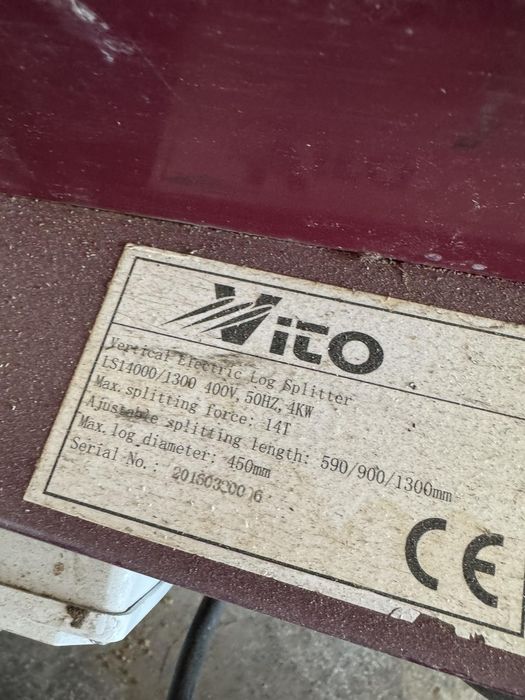 Vito
Vertical Electric Log Splitter
LS14000/1300 400V, 50HZ, 4KW
Max. splitting force: 14T
Ajustable splitting length: 590/900/1300mm
Max. log diameter: 450mm
Serial No.:
CE